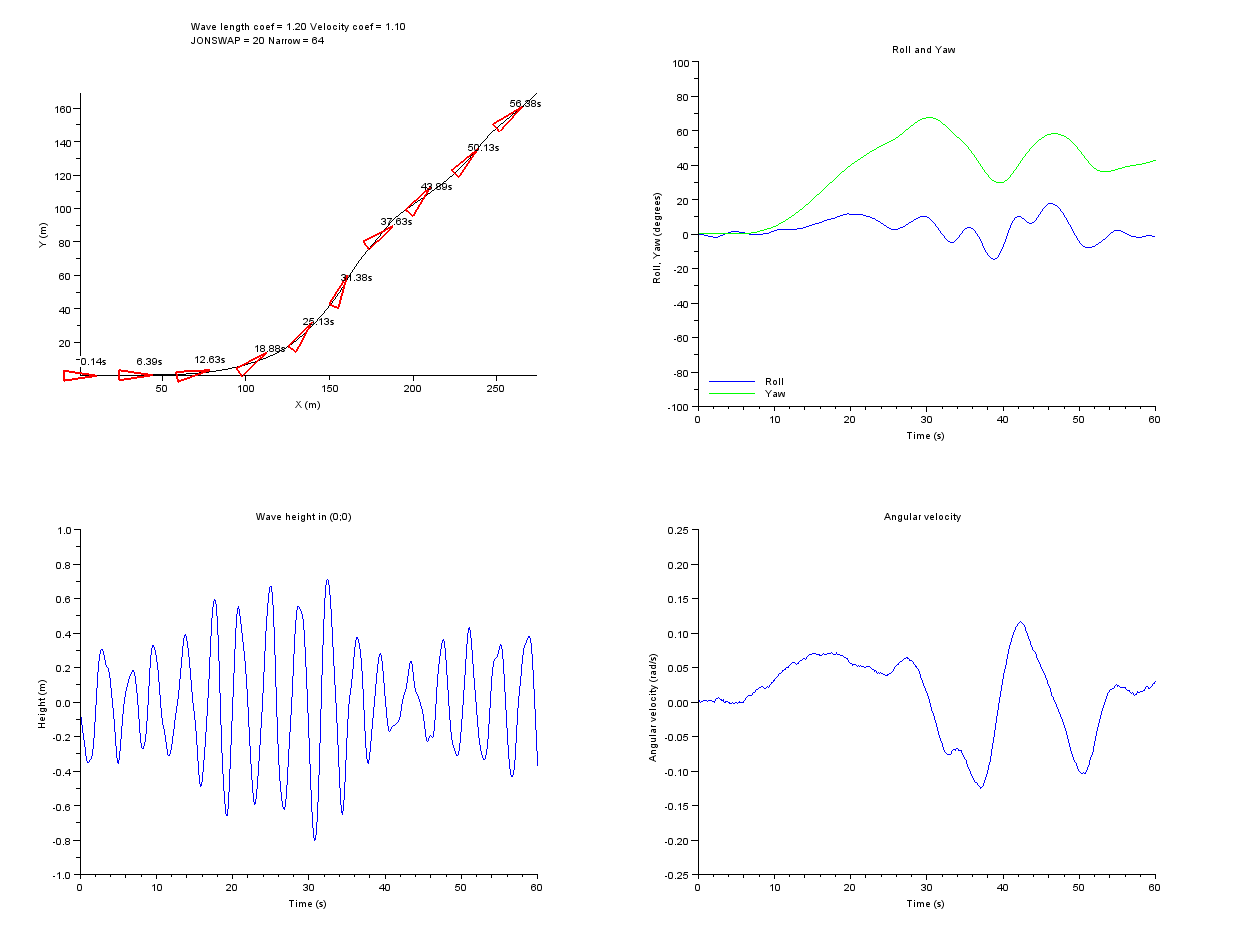 Wave length coef = 1.20 Velocity coef = 1.10
JONSWAP = 20 Narrow = 64
160
140
120
100
80
60
40
20
Y (m)
56.38s
50.13s
43.89s
37.63s
31.38s
25.13s
18.88s
12.63s
6.39s
0.14s
50
100
150
200
250
X (m)
Roll and Yaw
100
80
60
40
20
0
-20
-40
-60
-80
-100
Roll, Yaw (degrees)
Roll
Yaw
0
10
20
30
40
50
60
Time (s)
Wave height in (0;0)
1.0
0.8
0.6
0.4
0.2
0.0
-0.2
-0.4
-0.6
-0.8
-1.0
Height (m)
0
10
20
30
40
50
60
Time (s)
Angular velocity
0.25
0.20
0.15
0.10
0.05
0.00
-0.05
-0.10
-0.15
-0.20
-0.25
Angular velocity (rad/s)
0
10
20
30
40
50
60
Time (s)